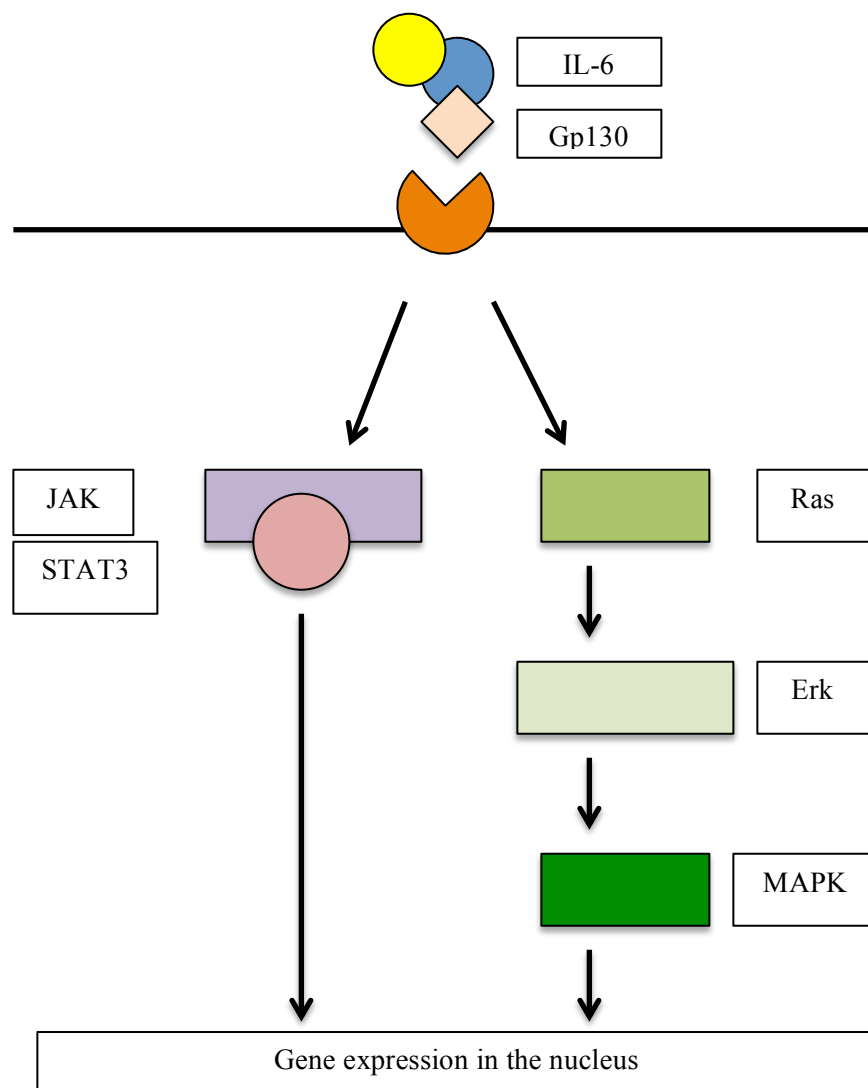 IL-6
Gp130
JAK
Ras
STAT3
Erk
MAPK
Gene expression in the nucleus